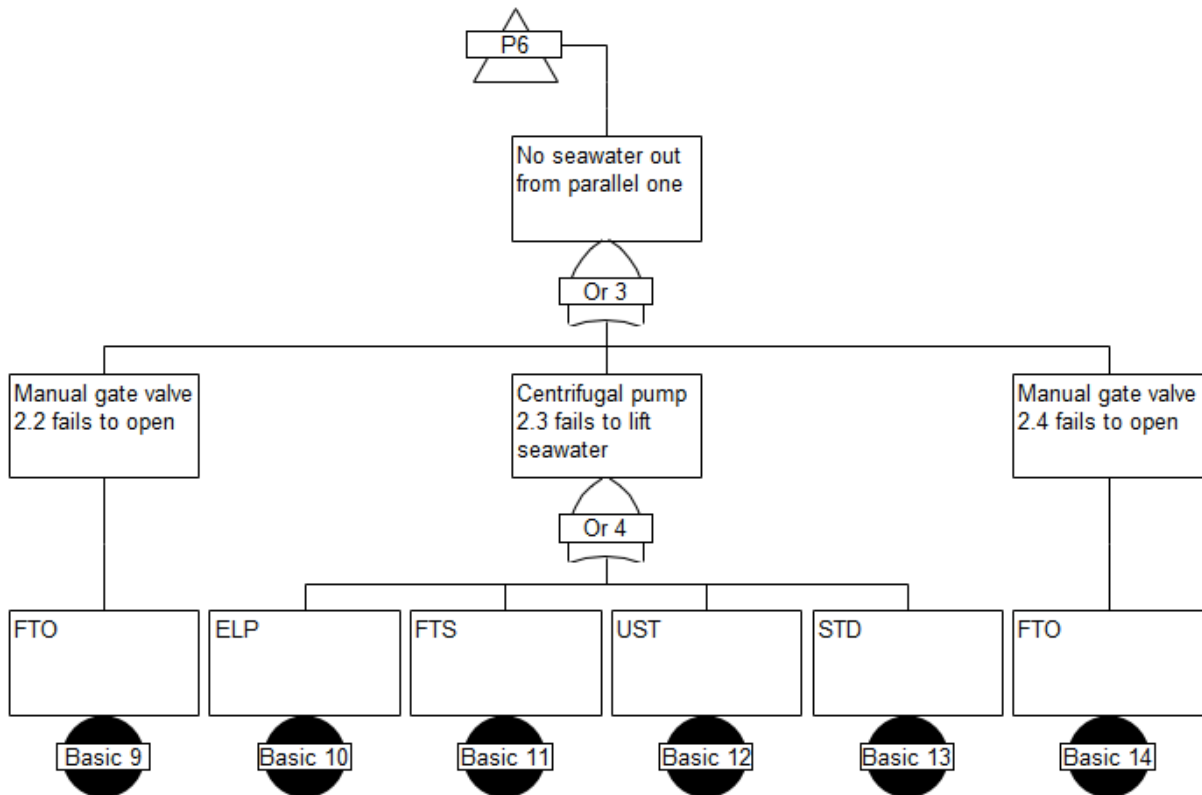 P6
No seawater out
from parallel one
Or 3
Manual gate valve
2.2 fails to open
Centrifugal pump
2.3 fails to lift
seawater
Manual gate valve
2.4 fails to open
Or 4
FTO
ELP
FTS
UST
STD
FTO
Basic 9
Basic 10
Basic 11
Basic 12
Basic 13
Basic 14